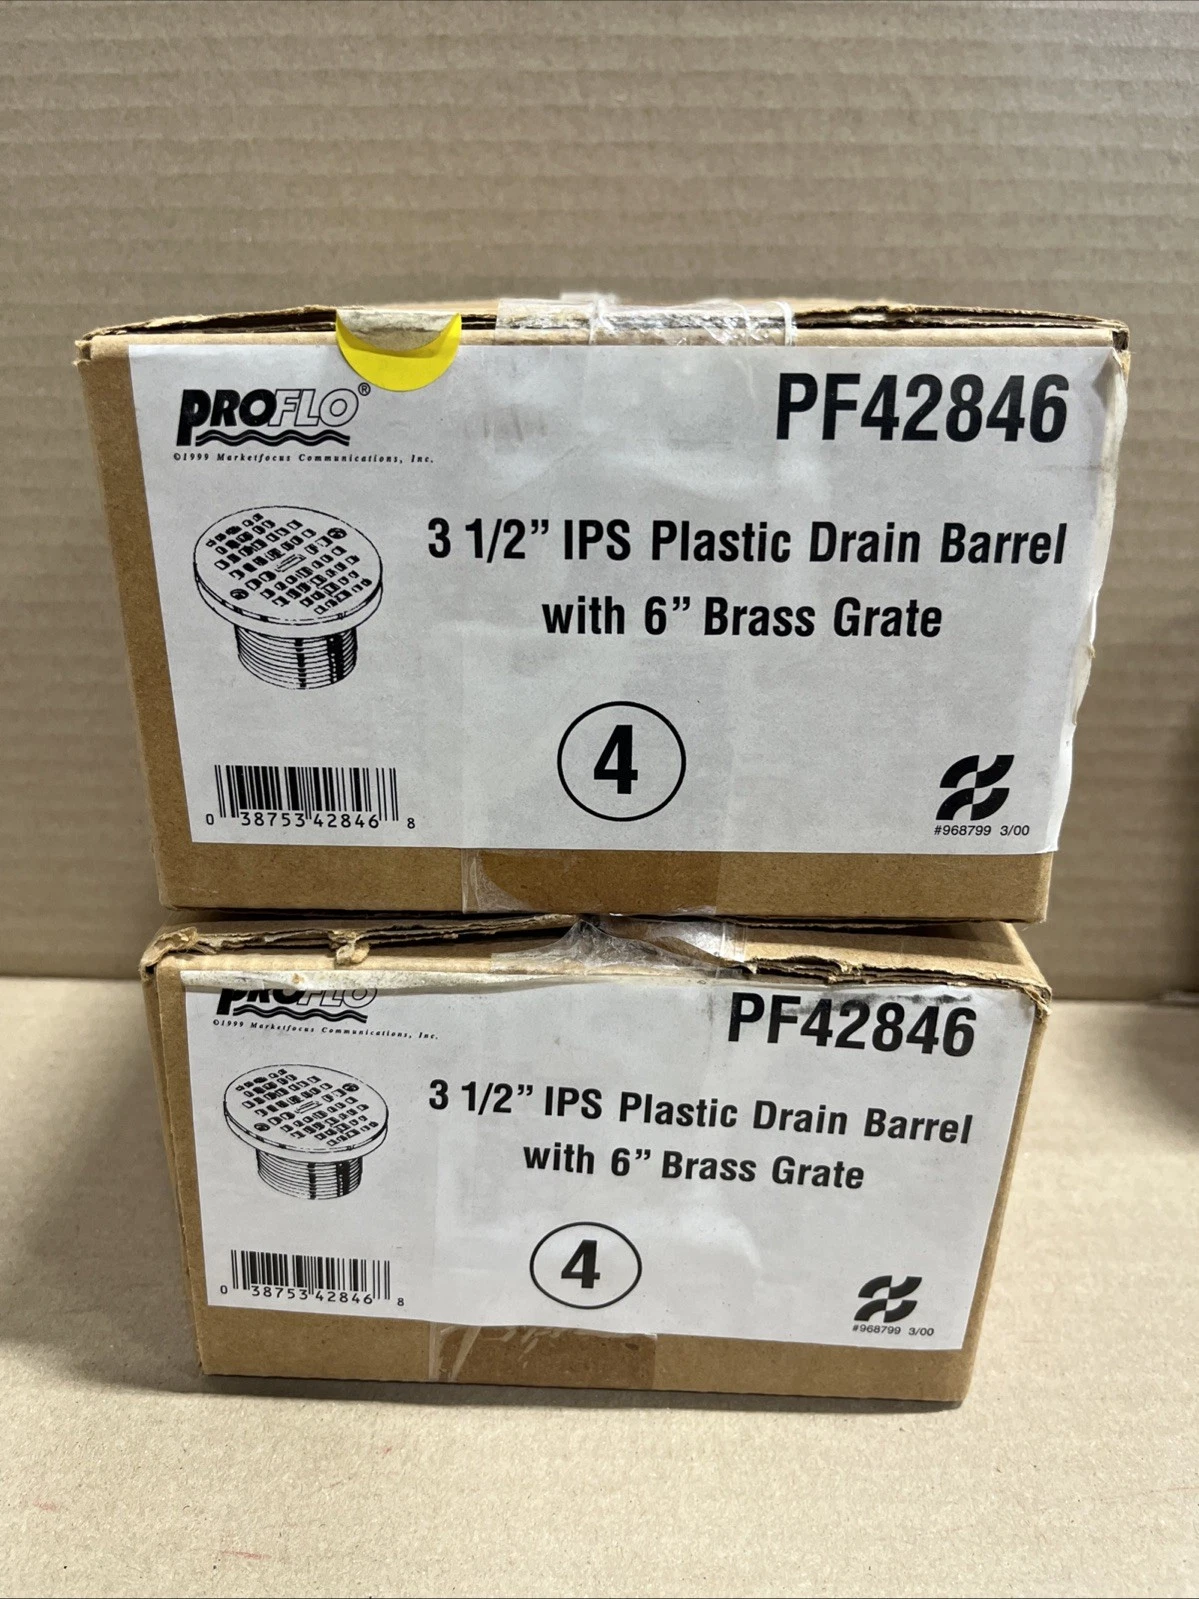 PROFLO®
©1999 Marketfocus Communications, Inc.
PF42846
3 1/2” IPS Plastic Drain Barrel
with 6” Brass Grate
4
0 38753 42846 8
#968799 3/00
PROFLO
©1999 Marketfocus Communications, Inc.
PF42846
3 1/2” IPS Plastic Drain Barrel
with 6” Brass Grate
4
0 38753 42846 8
#968799 3/00